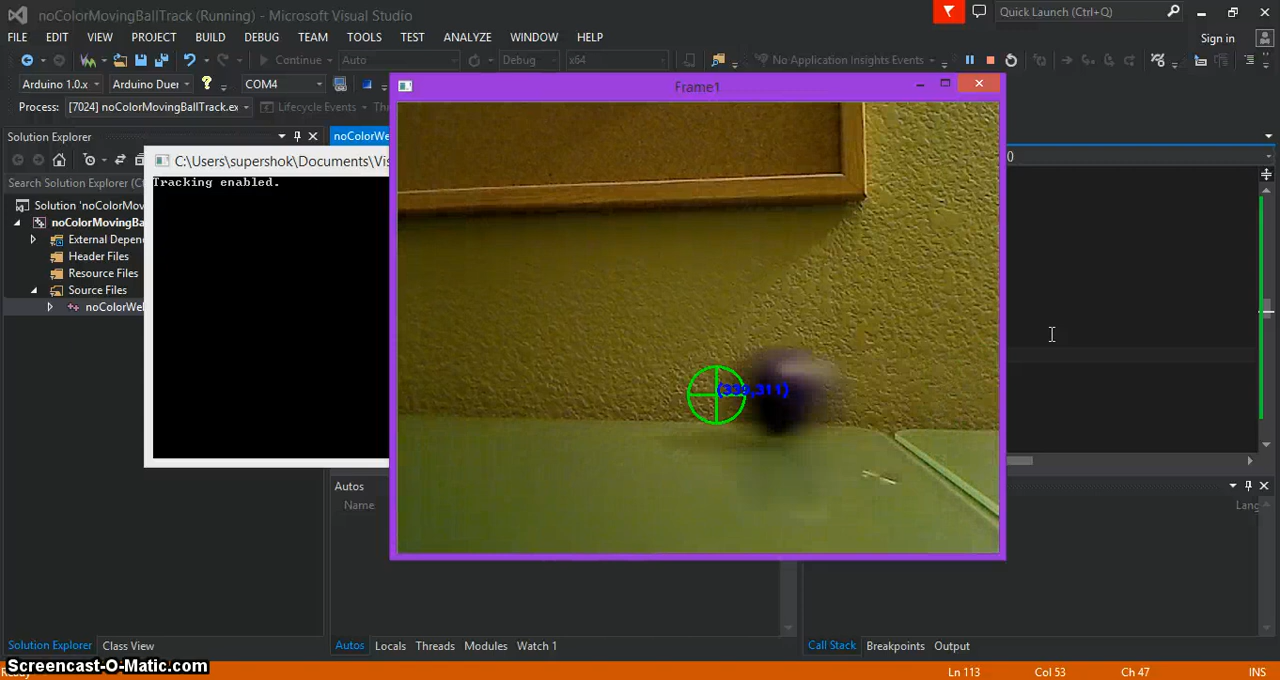 noColorMovingBallTrack (Running) - Microsoft Visual Studio
Quick Launch (Ctrl+Q)
FILE EDIT VIEW PROJECT BUILD DEBUG TEAM TOOLS TEST ANALYZE WINDOW HELP
Sign in
Continue Auto Debug x64 No Application Insights Events
Arduino 1.0.x Arduino Due COM4
Process: [7024] noColorMovingBallTrack.ex Lifecycle Events
Frame1
Solution Explorer
noColorWe
C:\Users\supershok\Documents\Vis
Search Solution Explorer (Ct
Tracking enabled.
Solution 'noColorMov
noColorMovingBa
External Depend
Header Files
Resource Files
Source Files
noColorWel
Autos
Name
Lang
Solution Explorer Class View
Autos Locals Threads Modules Watch 1
Call Stack Breakpoints Output
Screencast-O-Matic.com
Ln 113 Col 53 Ch 47 INS